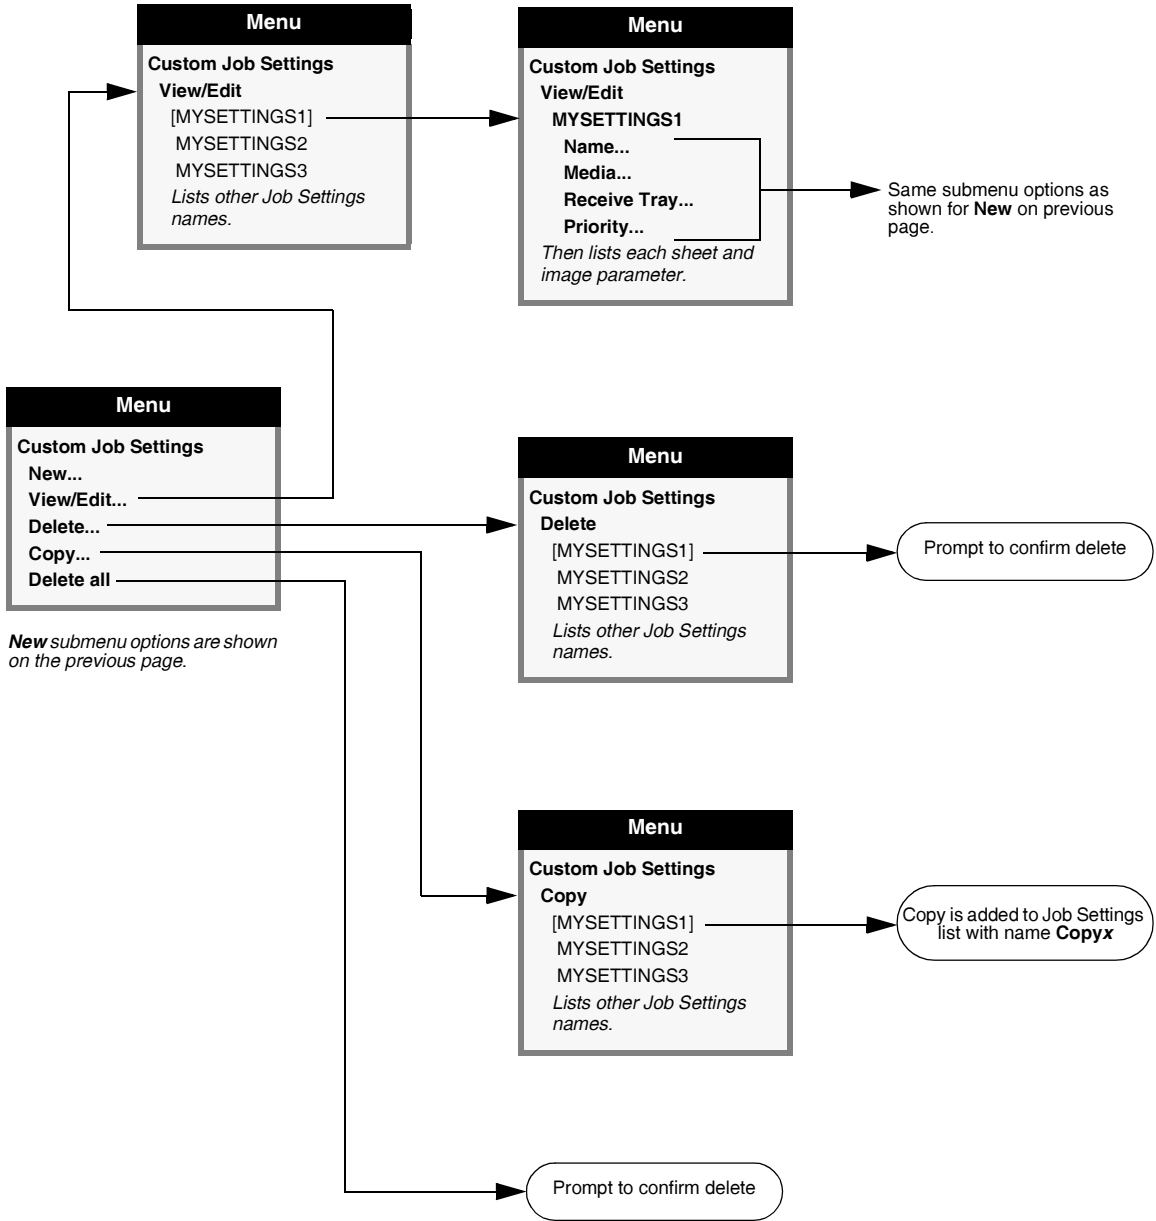 Menu
Custom Job Settings
View/Edit
[MYSETTINGS1]
MYSETTINGS2
MYSETTINGS3
Lists other Job Settings
names.
Menu
Custom Job Settings
View/Edit
MYSETTINGS1
Name...
Media...
Receive Tray...
Priority...
Then lists each sheet and
image parameter.
Same submenu options as
shown for New on previous
page.
Menu
Custom Job Settings
New...
View/Edit...
Delete...
Copy...
Delete all
New submenu options are shown
on the previous page.
Menu
Custom Job Settings
Delete
[MYSETTINGS1]
MYSETTINGS2
MYSETTINGS3
Lists other Job Settings
names.
Prompt to confirm delete
Menu
Custom Job Settings
Copy
[MYSETTINGS1]
MYSETTINGS2
MYSETTINGS3
Lists other Job Settings
names.
Copy is added to Job Settings
list with name Copyx
Prompt to confirm delete